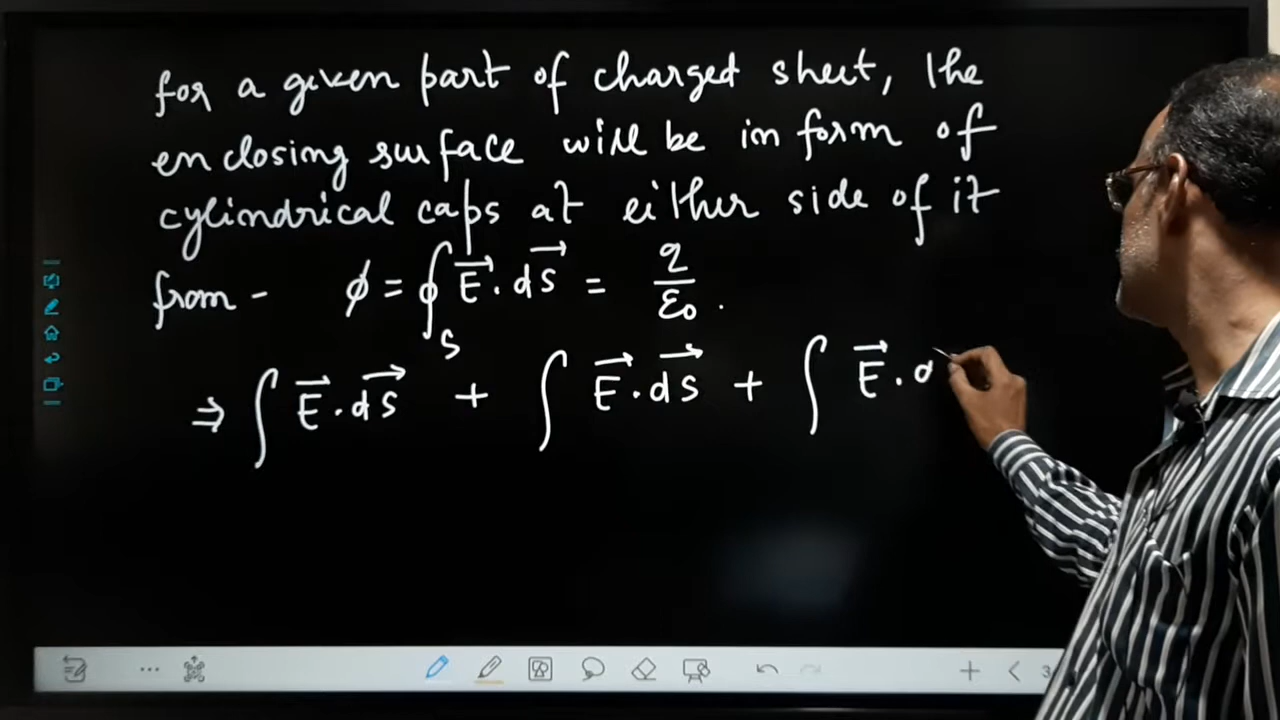 for a given part of charged sheet, the
enclosing surface will be in form of
cylindrical caps at either side of it
from - ϕ = ∮S E⃗ . dS⃗ = q/ε0 .
⇒ ∫ E⃗ . dS⃗ + ∫ E⃗ . dS⃗ + ∫ E⃗ . d
3